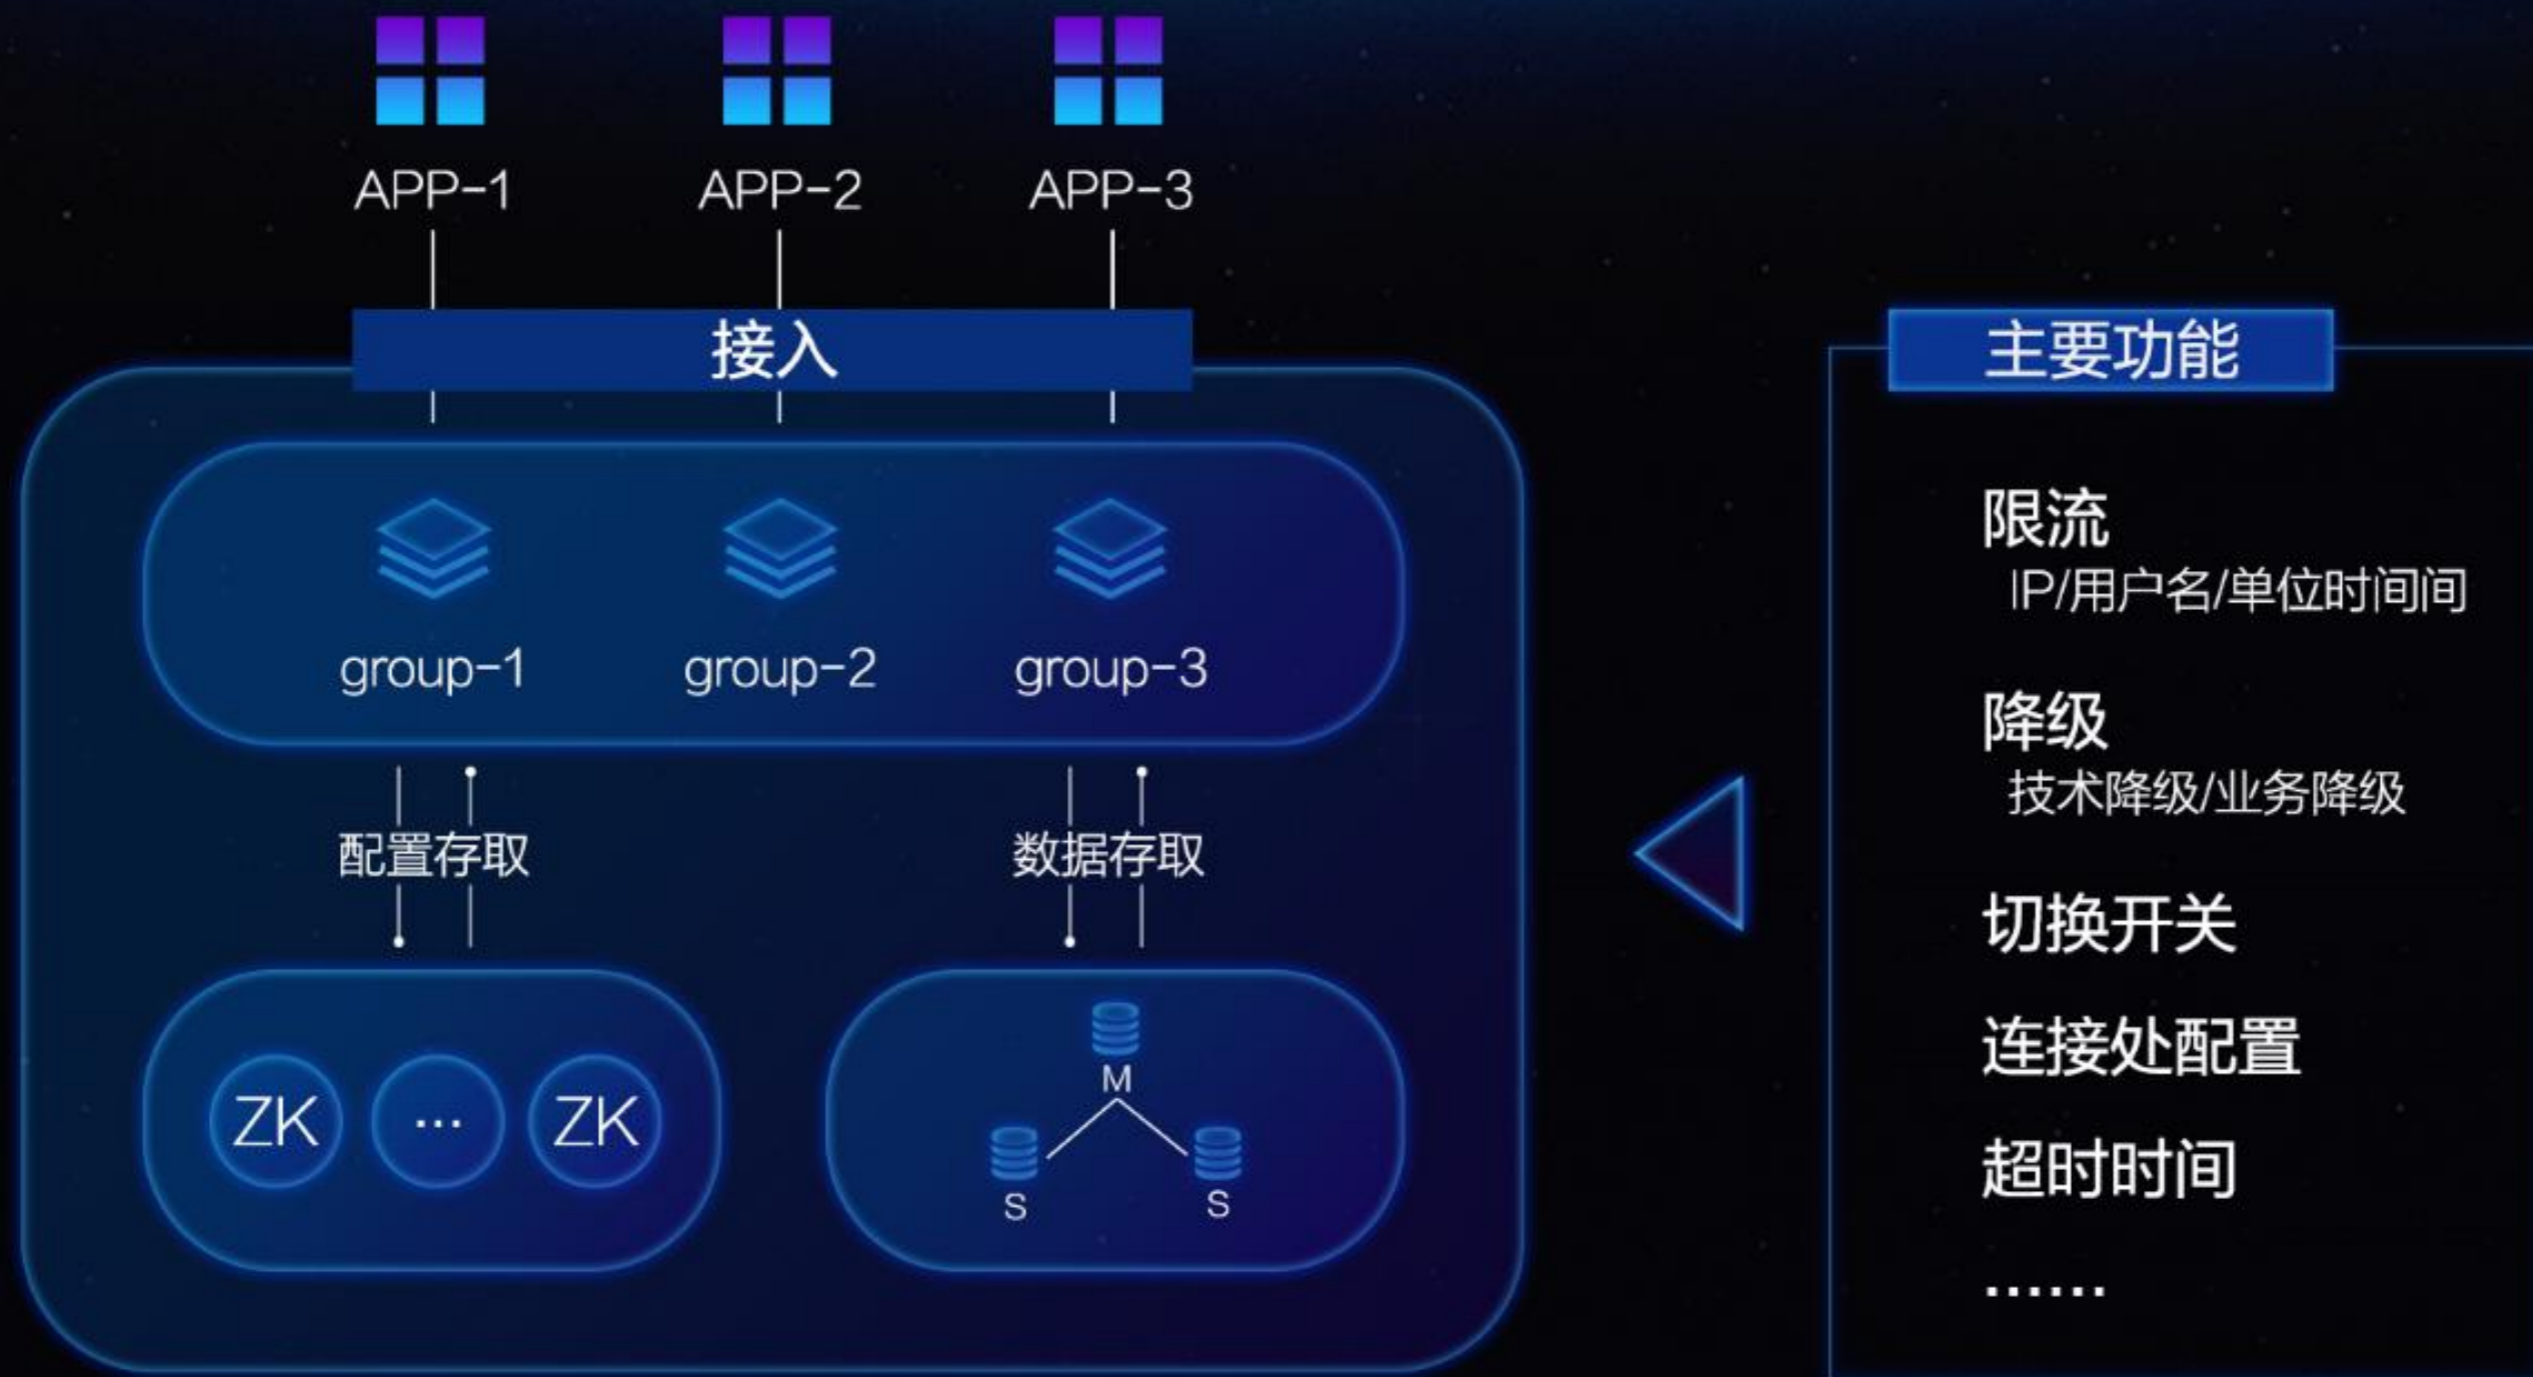 APP-1 APP-2 APP-3
接入
group-1 group-2 group-3
配置存取 数据存取
ZK ... ZK
M
S S
主要功能
限流
IP/用户名/单位时间间
降级
技术降级/业务降级
切换开关
连接处配置
超时时间
......